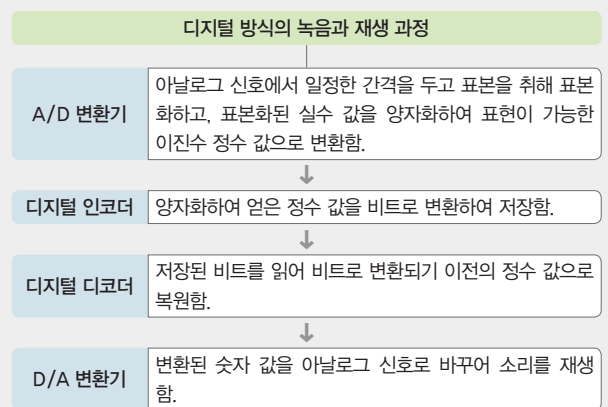 디지털 방식의 녹음과 재생 과정
A/D 변환기
아날로그 신호에서 일정한 간격을 두고 표본을 취해 표본
화하고, 표본화된 실수 값을 양자화하여 표현이 가능한
이진수 정수 값으로 변환함.
↓
디지털 인코더
양자화하여 얻은 정수 값을 비트로 변환하여 저장함.
↓
디지털 디코더
저장된 비트를 읽어 비트로 변환되기 이전의 정수 값으로
복원함.
↓
D/A 변환기
변환된 숫자 값을 아날로그 신호로 바꾸어 소리를 재생
함.